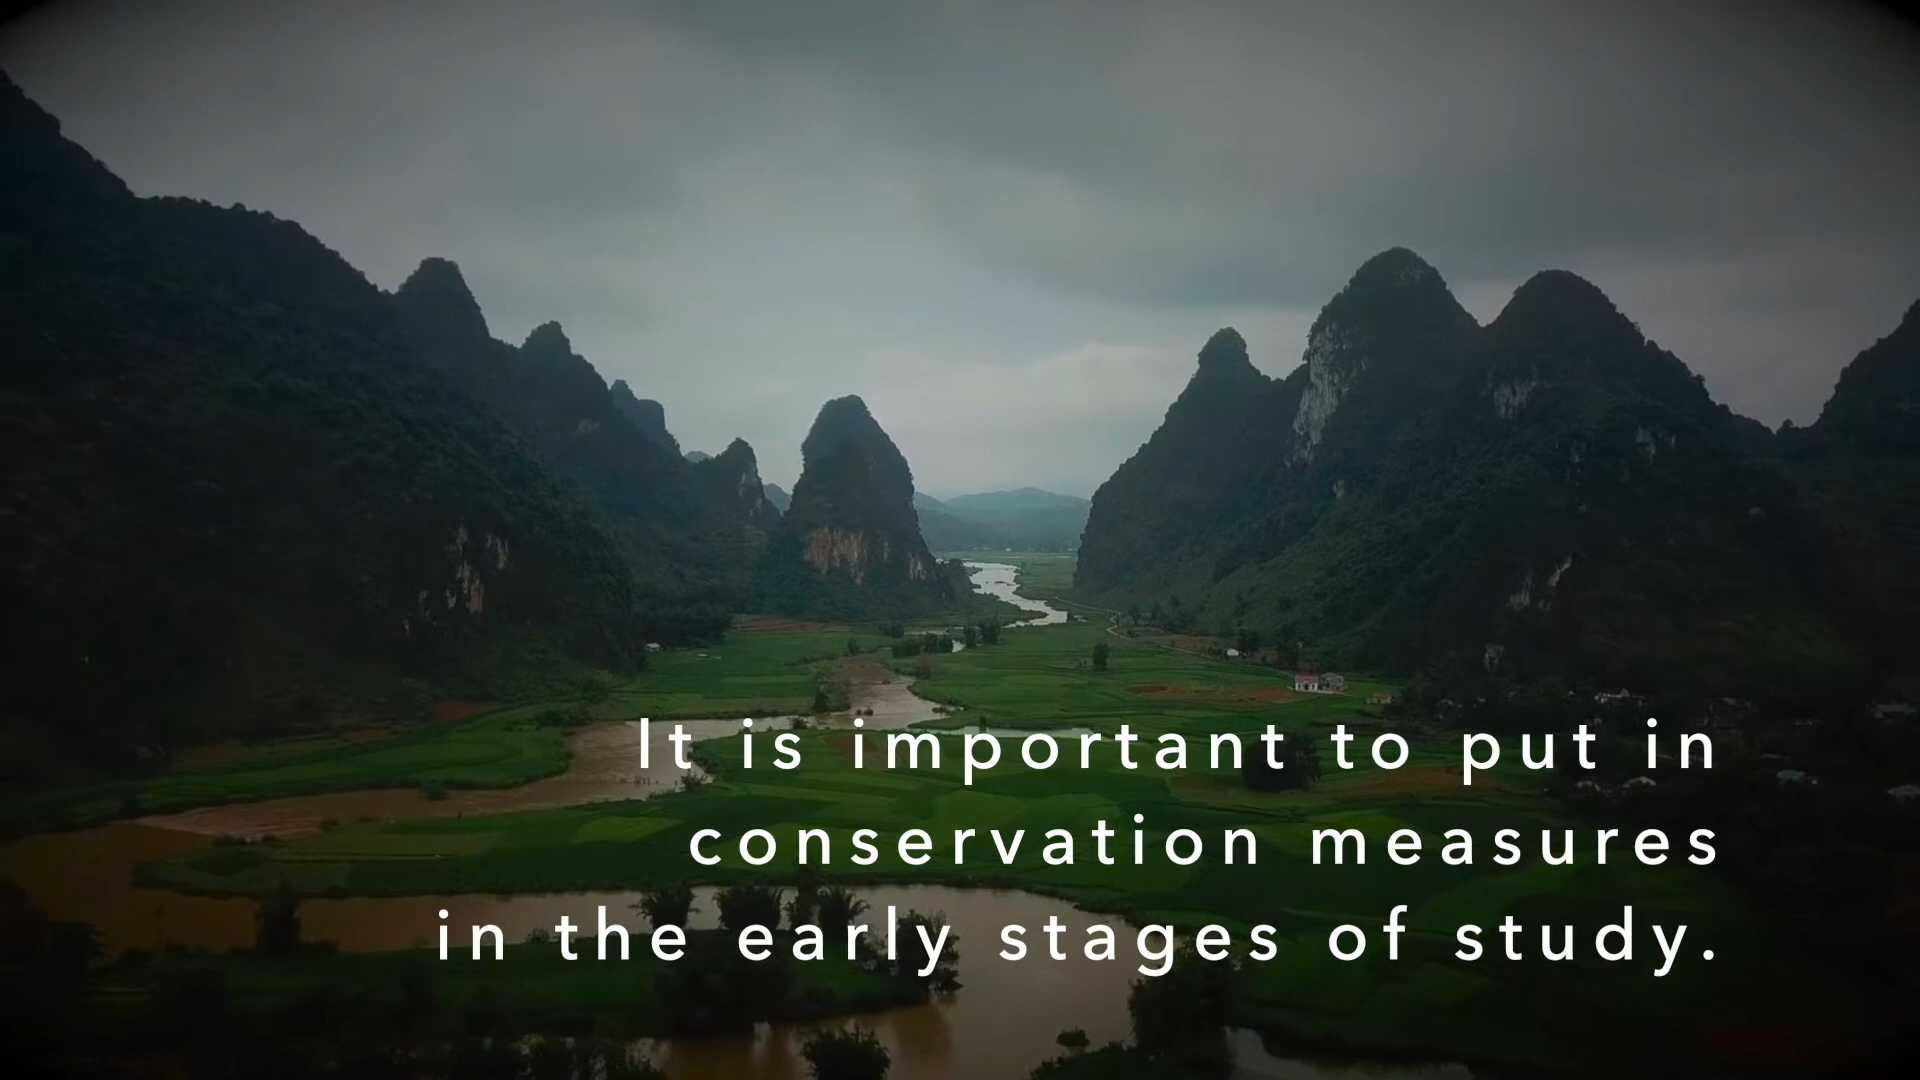 It is important to put in
conservation measures
in the early stages of study.